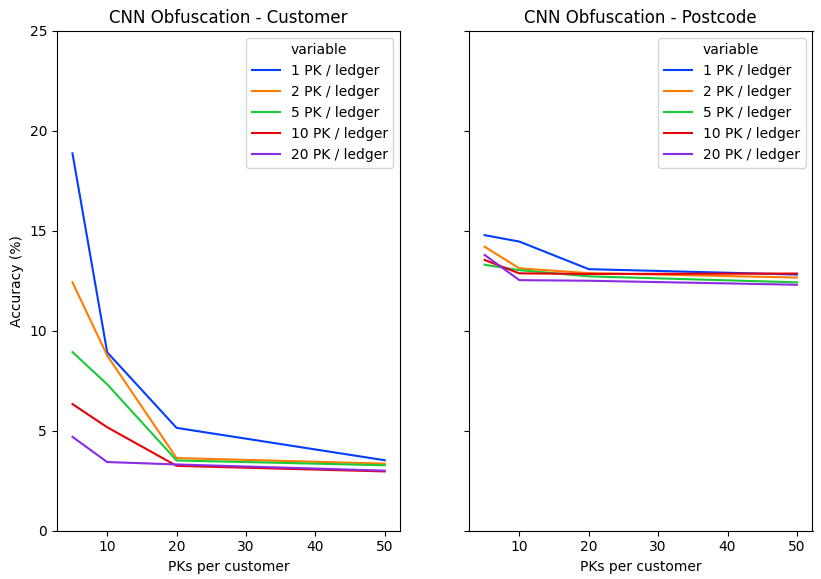 CNN Obfuscation - Customer
25
20
15
10
5
0
Accuracy (%)
variable
1 PK / ledger
2 PK / ledger
5 PK / ledger
10 PK / ledger
20 PK / ledger
10 20 30 40 50
PKs per customer
CNN Obfuscation - Postcode
variable
1 PK / ledger
2 PK / ledger
5 PK / ledger
10 PK / ledger
20 PK / ledger
10 20 30 40 50
PKs per customer